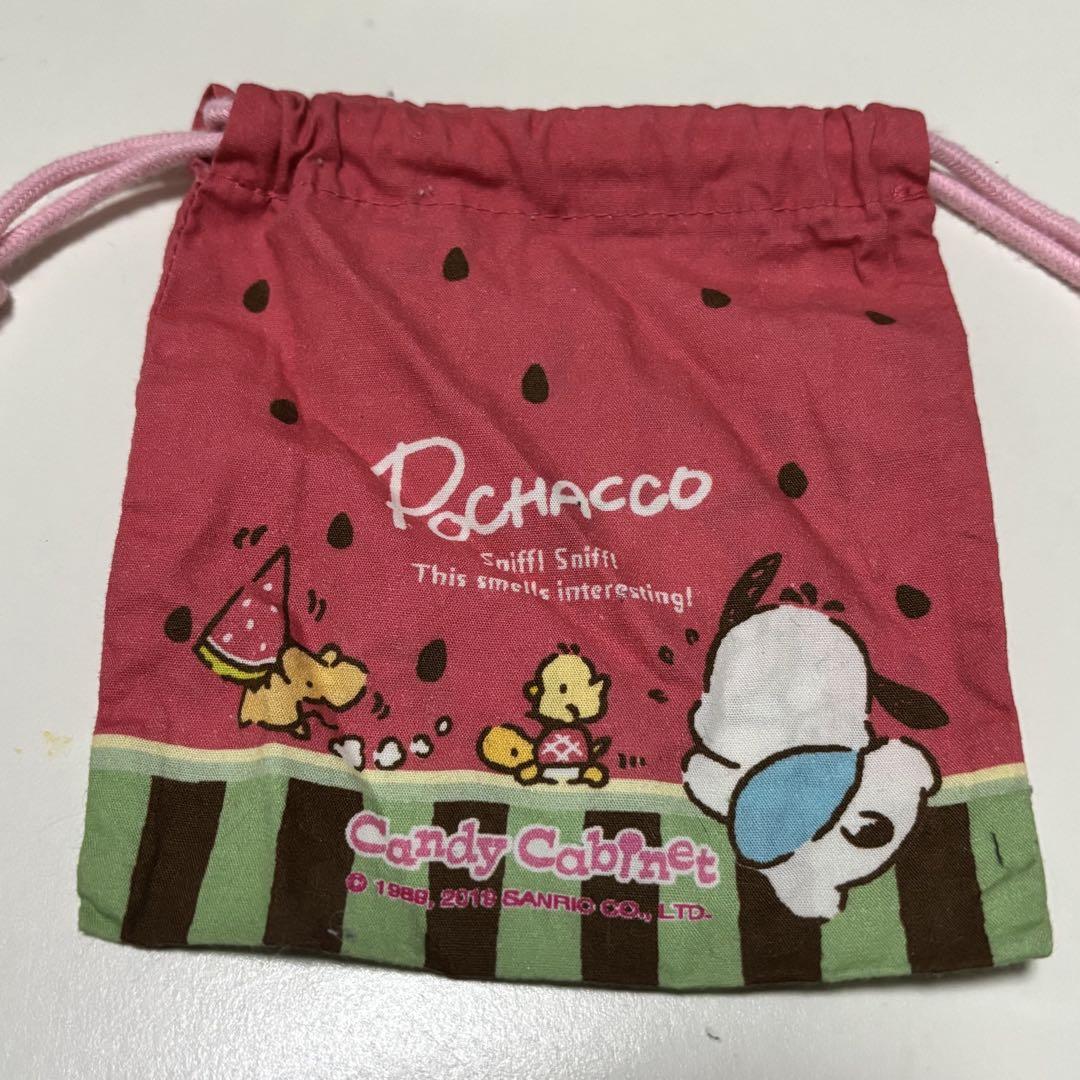 POCHACCO
Sniff! Sniff!
This smells interesting!
Candy Cabinet
© 1989, 2018 SANRIO CO., LTD.